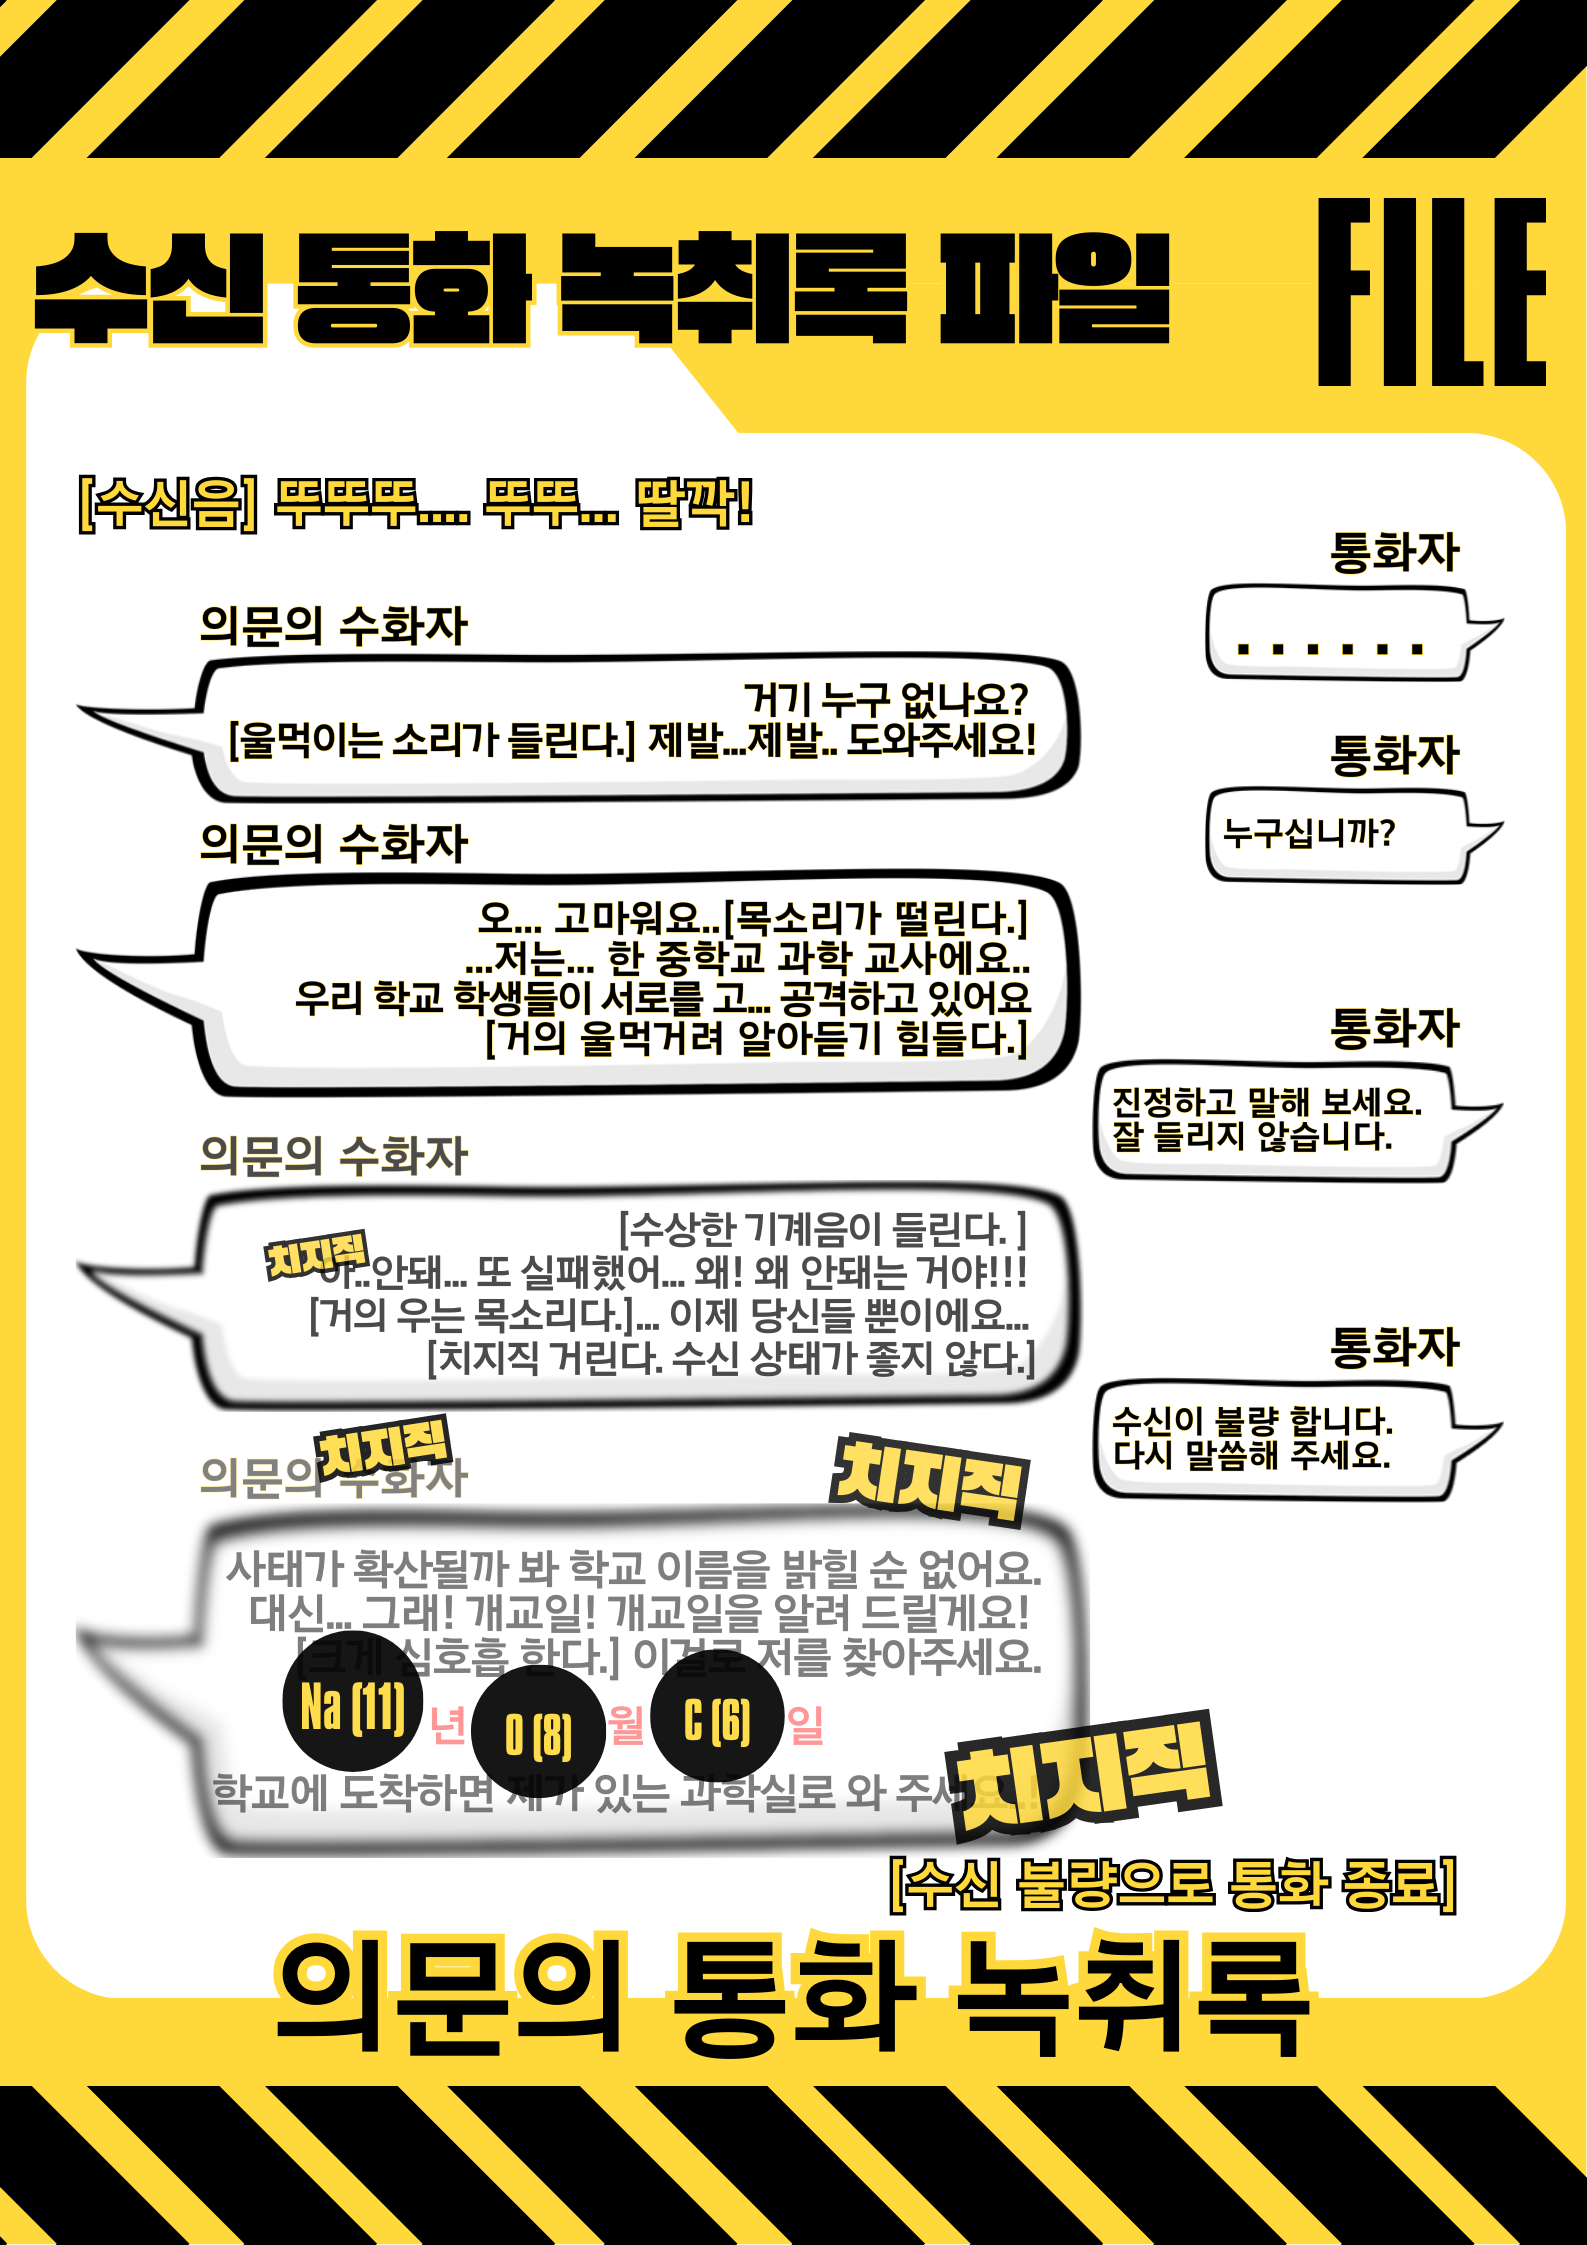 수신 통화 녹취록 파일
FILE
[수신음] 뚜뚜뚜.... 뚜뚜... 딸깍!
통화자
......
의문의 수화자
거기 누구 없나요?
[울먹이는 소리가 들린다.] 제발...제발.. 도와주세요!
통화자
누구십니까?
의문의 수화자
오... 고마워요..[목소리가 떨린다.]
...저는... 한 중학교 과학 교사에요..
우리 학교 학생들이 서로를 고... 공격하고 있어요
[거의 울먹거려 알아듣기 힘들다.]
통화자
진정하고 말해 보세요.
잘 들리지 않습니다.
의문의 수화자
[수상한 기계음이 들린다. ]
치지직
아..안돼... 또 실패했어... 왜! 왜 안돼는 거야!!!
[거의 우는 목소리다.]... 이제 당신들 뿐이에요...
[치지직 거린다. 수신 상태가 좋지 않다.]
통화자
수신이 불량 합니다.
다시 말씀해 주세요.
치지직
치지직
의문의 수화자
사태가 확산될까 봐 학교 이름을 밝힐 순 없어요.
대신... 그래! 개교일! 개교일을 알려 드릴게요!
[크게 심호흡 한다.] 이걸로 저를 찾아주세요.
Na (11) 년 O (8) 월 C (6) 일
학교에 도착하면 제가 있는 과학실로 와 주세요..!
치지직
[수신 불량으로 통화 종료]
의문의 통화 녹취록